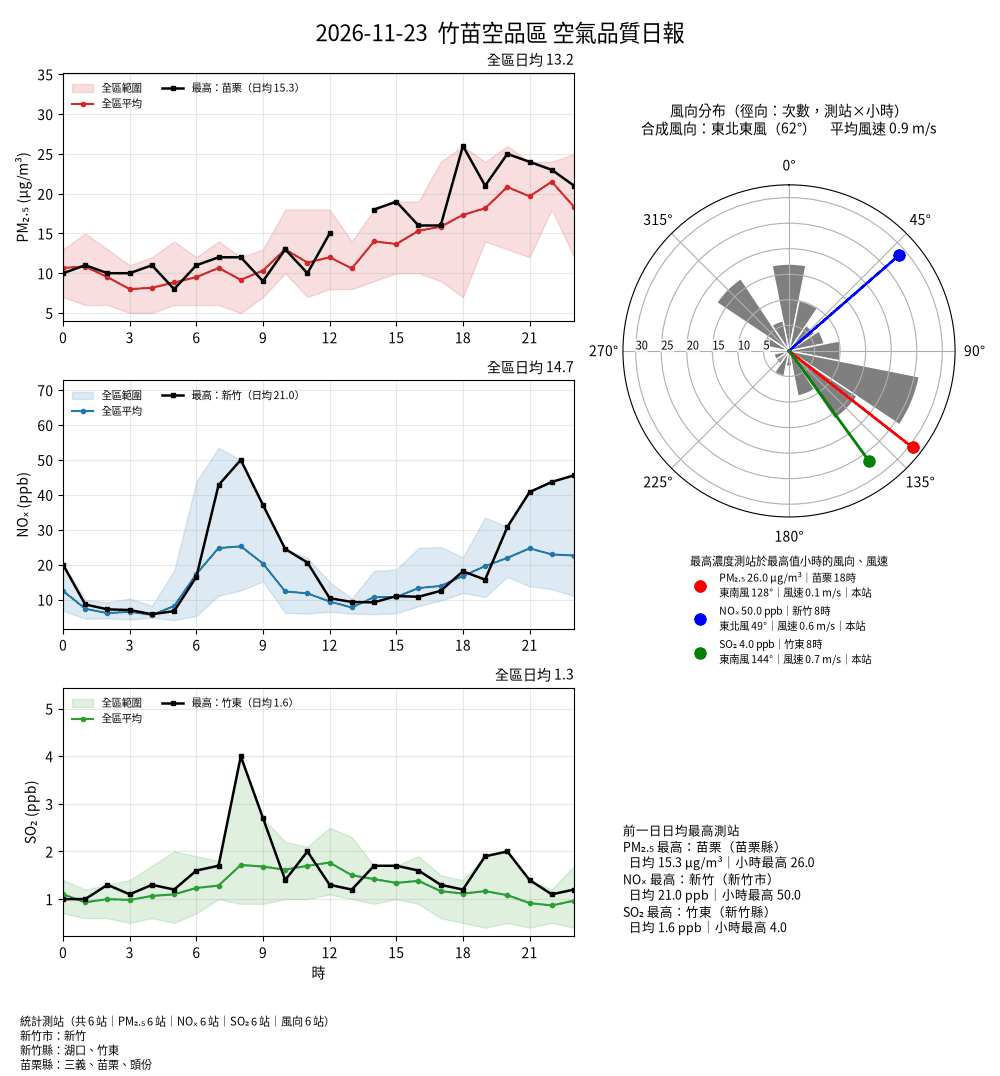 2026-11-23 竹苗空品區 空氣品質日報
全區日均 13.2
全區範圍
全區平均
最高：苗栗（日均 15.3）
PM₂.₅ (μg/m³)
35
30
25
20
15
10
5
0 3 6 9 12 15 18 21
全區日均 14.7
全區範圍
全區平均
最高：新竹（日均 21.0）
NOₓ (ppb)
70
60
50
40
30
20
10
0 3 6 9 12 15 18 21
全區日均 1.3
全區範圍
全區平均
最高：竹東（日均 1.6）
SO₂ (ppb)
5
4
3
2
1
0 3 6 9 12 15 18 21
時
風向分布（徑向：次數，測站×小時）
合成風向：東北東風（62°） 平均風速 0.9 m/s
0°
315° 45°
270° 30 25 20 15 10 5 90°
225° 135°
180°
最高濃度測站於最高值小時的風向、風速
PM₂.₅ 26.0 μg/m³｜苗栗 18時
東南風 128°｜風速 0.1 m/s｜本站
NOₓ 50.0 ppb｜新竹 8時
東北風 49°｜風速 0.6 m/s｜本站
SO₂ 4.0 ppb｜竹東 8時
東南風 144°｜風速 0.7 m/s｜本站
前一日日均最高測站
PM₂.₅ 最高：苗栗（苗栗縣）
日均 15.3 μg/m³｜小時最高 26.0
NOₓ 最高：新竹（新竹市）
日均 21.0 ppb｜小時最高 50.0
SO₂ 最高：竹東（新竹縣）
日均 1.6 ppb｜小時最高 4.0
統計測站（共 6 站｜PM₂.₅ 6 站｜NOₓ 6 站｜SO₂ 6 站｜風向 6 站）
新竹市：新竹
新竹縣：湖口、竹東
苗栗縣：三義、苗栗、頭份